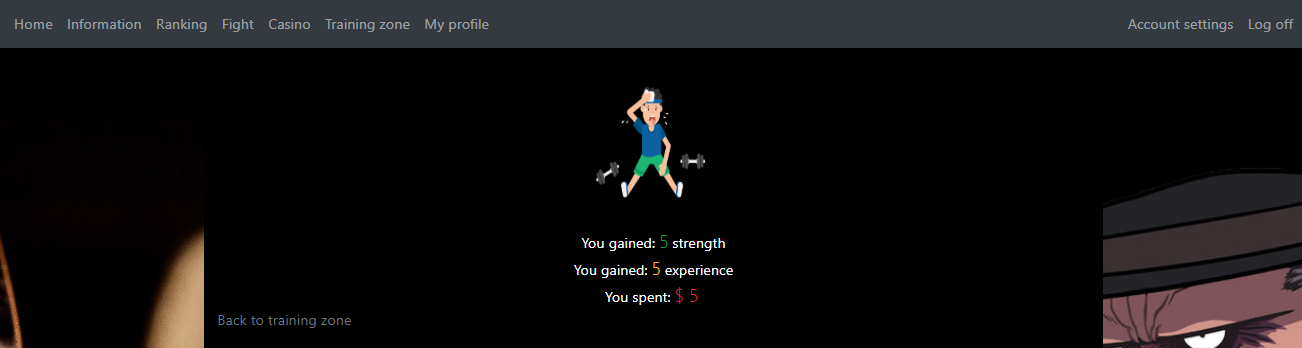 Home Information Ranking Fight Casino Training zone My profile Account settings Log off
You gained: 5 strength
You gained: 5 experience
You spent: $ 5
Back to training zone